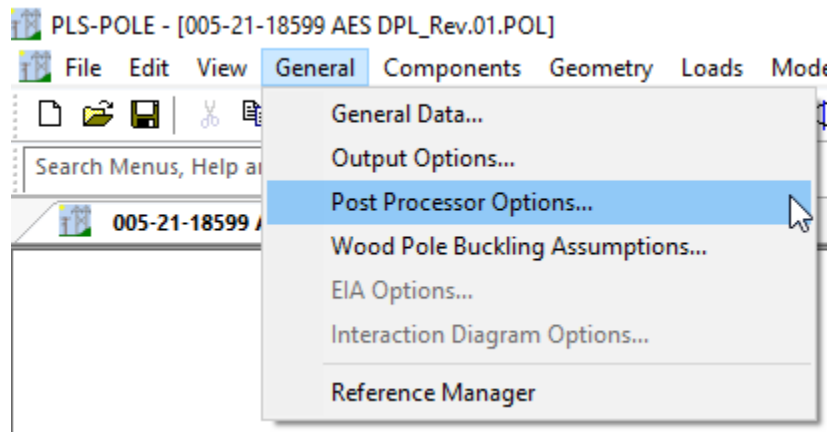 PLS-POLE - [005-21-18599 AES DPL_Rev.01.POL]
File Edit View General Components Geometry Loads
General Data...
Search Menus, Help
Output Options...
Post Processor Options...
005-21-18599
Wood Pole Buckling Assumptions...
EIA Options...
Interaction Diagram Options...
Reference Manager